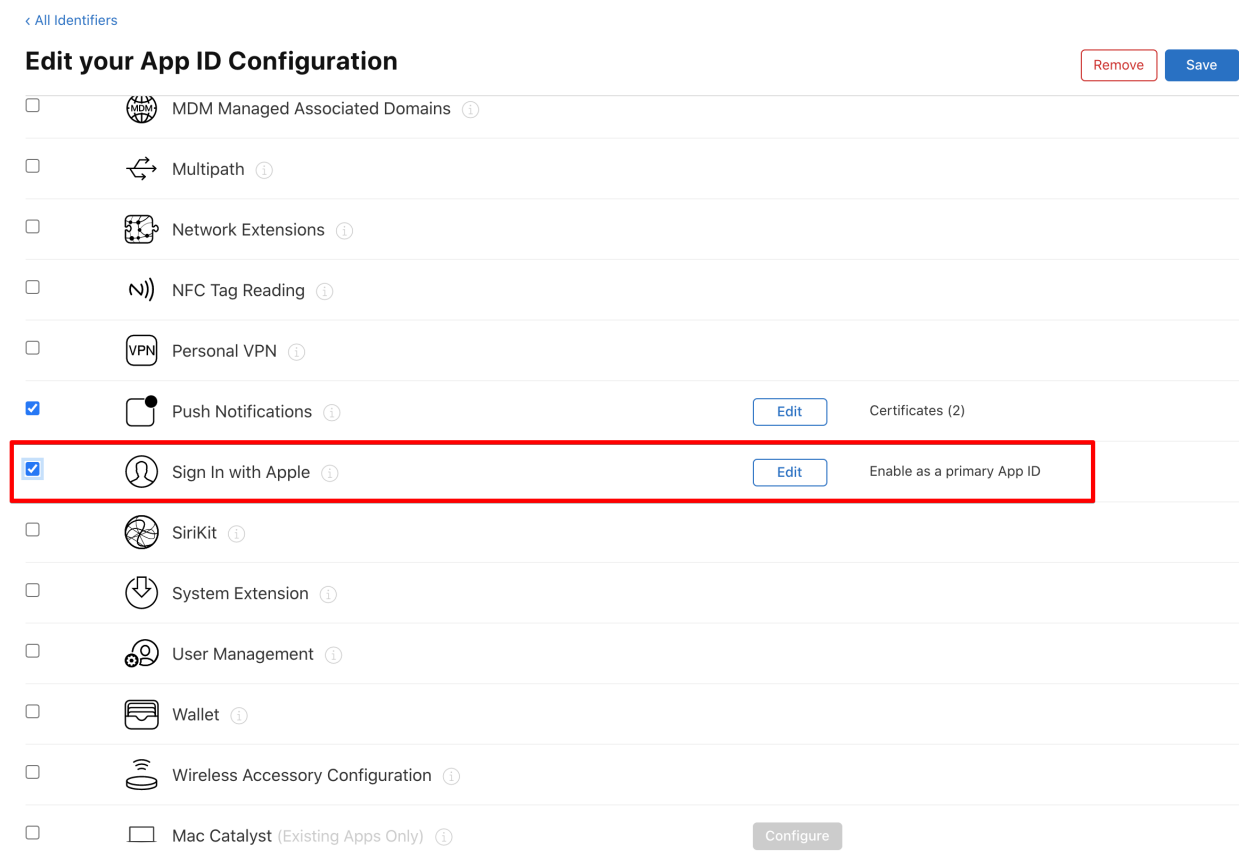 ‹ All Identifiers
Edit your App ID Configuration
Remove
Save
MDM
MDM Managed Associated Domains
Multipath
Network Extensions
NFC Tag Reading
VPN
Personal VPN
Push Notifications
Edit
Certificates (2)
Sign In with Apple
Edit
Enable as a primary App ID
SiriKit
System Extension
User Management
Wallet
Wireless Accessory Configuration
Mac Catalyst (Existing Apps Only)
Configure